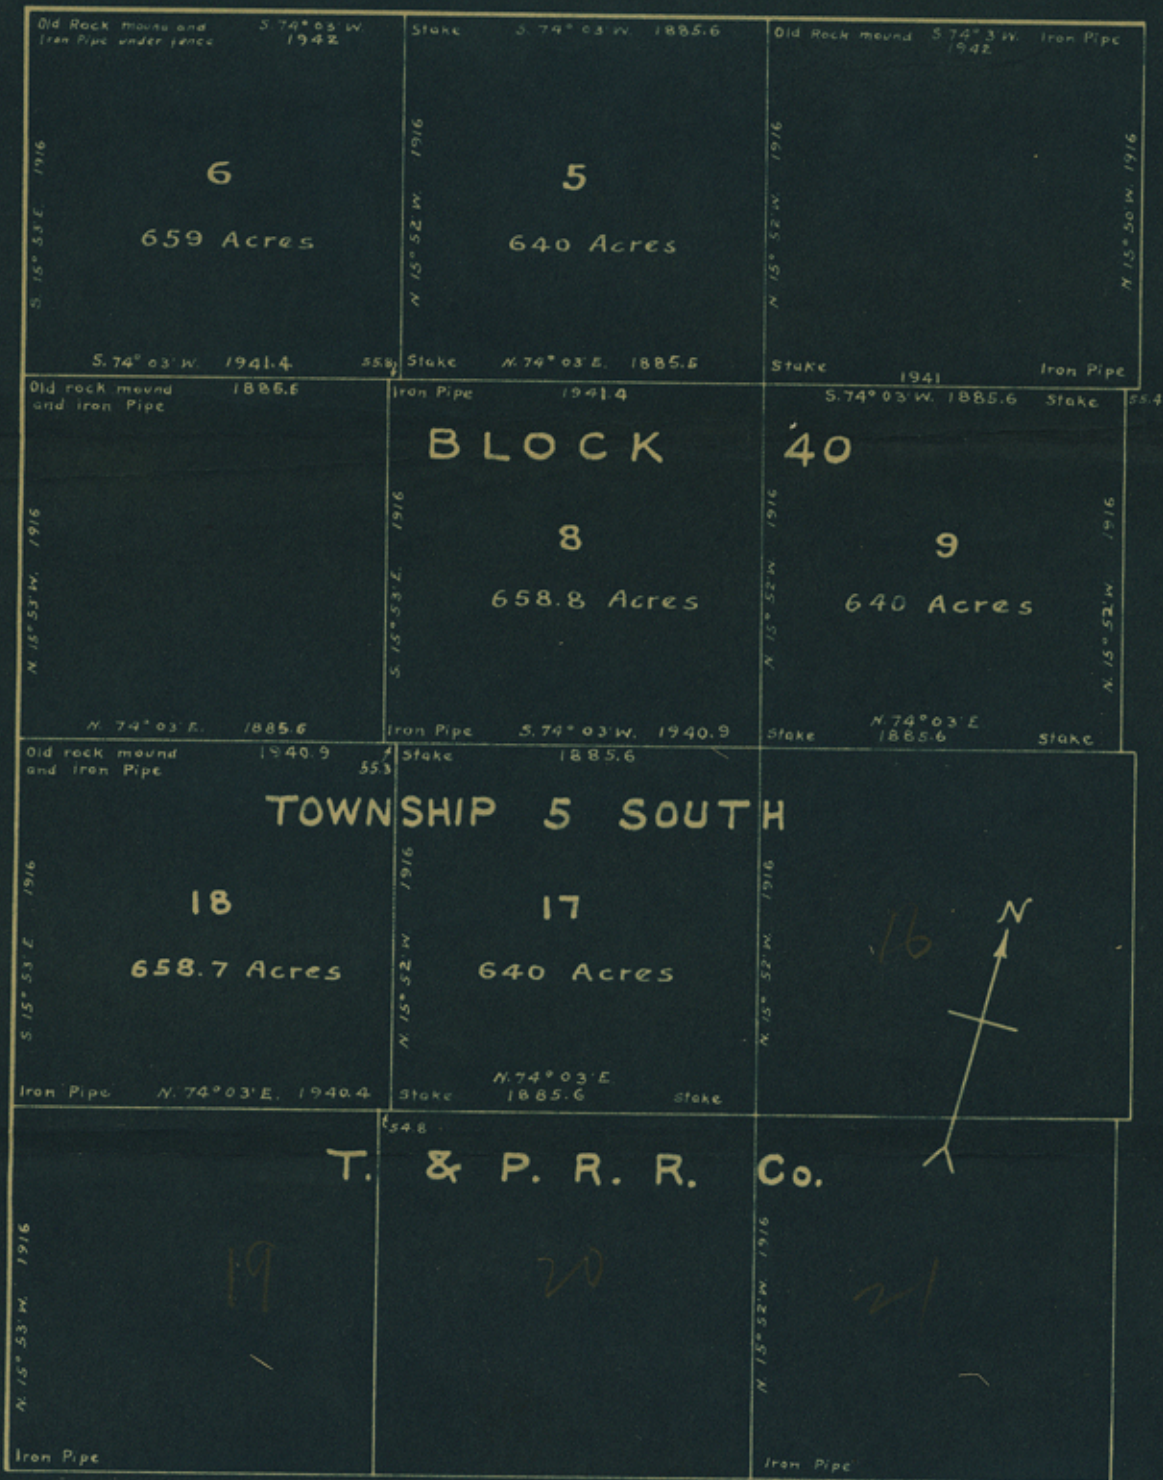 Old Rock mound and
Iron Pipe under fence
S. 74° 03' W.
1942
Stake
S. 74° 03' W. 1885.6
Old Rock mound
S 74° 3' W.
1942
Iron Pipe
S. 15° 53' E. 1916
N 15° 52' W. 1916
N 15° 52' W. 1916
N 15° 50' W. 1916
6
659 Acres
5
640 Acres
S. 74° 03' W. 1941.4
55.8
Stake
N. 74° 03' E. 1885.6
Stake
1941
Iron Pipe
Old rock mound
and iron Pipe
1885.6
Iron Pipe
1941.4
S. 74° 03' W. 1885.6
Stake
55.4
BLOCK 40
N. 15° 53' W. 1916
S. 15° 53' E. 1916
N 15° 52' W 1916
N. 15° 52' W 1916
8
658.8 Acres
9
640 Acres
N. 74° 03' E. 1885.6
Iron Pipe
S. 74° 03' W. 1940.9
Stake
N. 74° 03' E
1885.6
Stake
Old rock mound
and Iron Pipe
1940.9
55.3
Stake
1885.6
TOWNSHIP 5 SOUTH
S 15° 53' E 1916
N 15° 52' W 1916
N. 15° 52' W. 1916
18
658.7 Acres
17
640 Acres
16
N
Iron Pipe
N. 74° 03' E. 1940.4
Stake
N. 74° 03' E.
1885.6
Stake
54.8
T. & P. R. R. Co.
N. 15° 53' W. 1916
N 15° 52' W. 1916
19
20
21
Iron Pipe
Iron Pipe